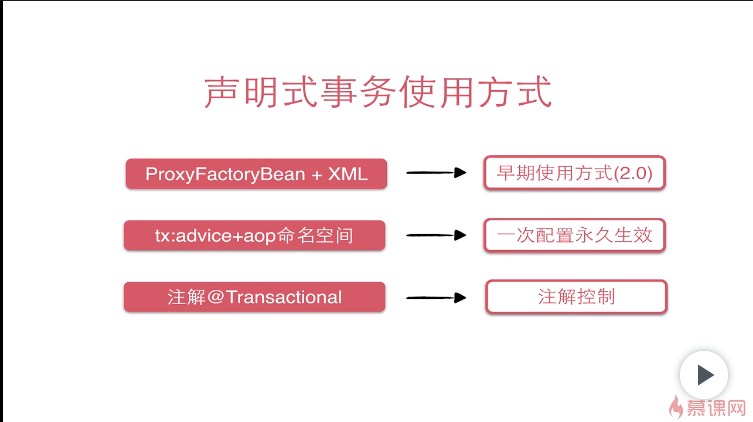 声明式事务使用方式
ProxyFactoryBean + XML
早期使用方式(2.0)
tx:advice+aop命名空间
一次配置永久生效
注解@Transactional
注解控制
慕课网